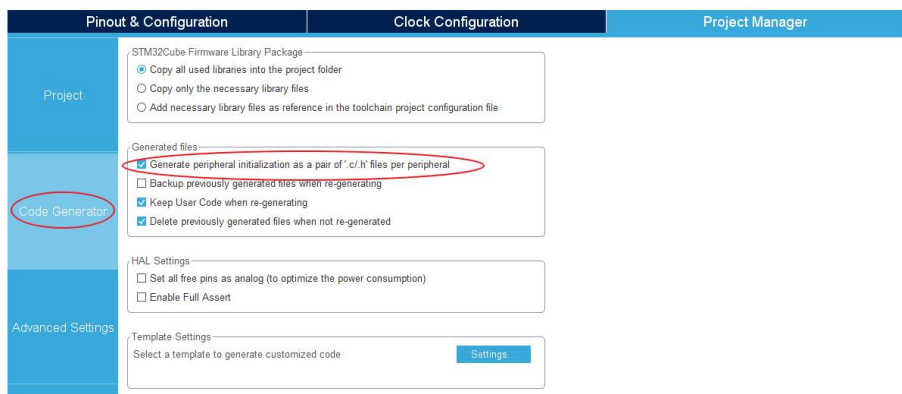 Pinout & Configuration
Clock Configuration
Project Manager
Project
Code Generator
Advanced Settings
STM32Cube Firmware Library Package
Copy all used libraries into the project folder
Copy only the necessary library files
Add necessary library files as reference in the toolchain project configuration file
Generated files
Generate peripheral initialization as a pair of '.c/.h' files per peripheral
Backup previously generated files when re-generating
Keep User Code when re-generating
Delete previously generated files when not re-generated
HAL Settings
Set all free pins as analog (to optimize the power consumption)
Enable Full Assert
Template Settings
Select a template to generate customized code
Settings...